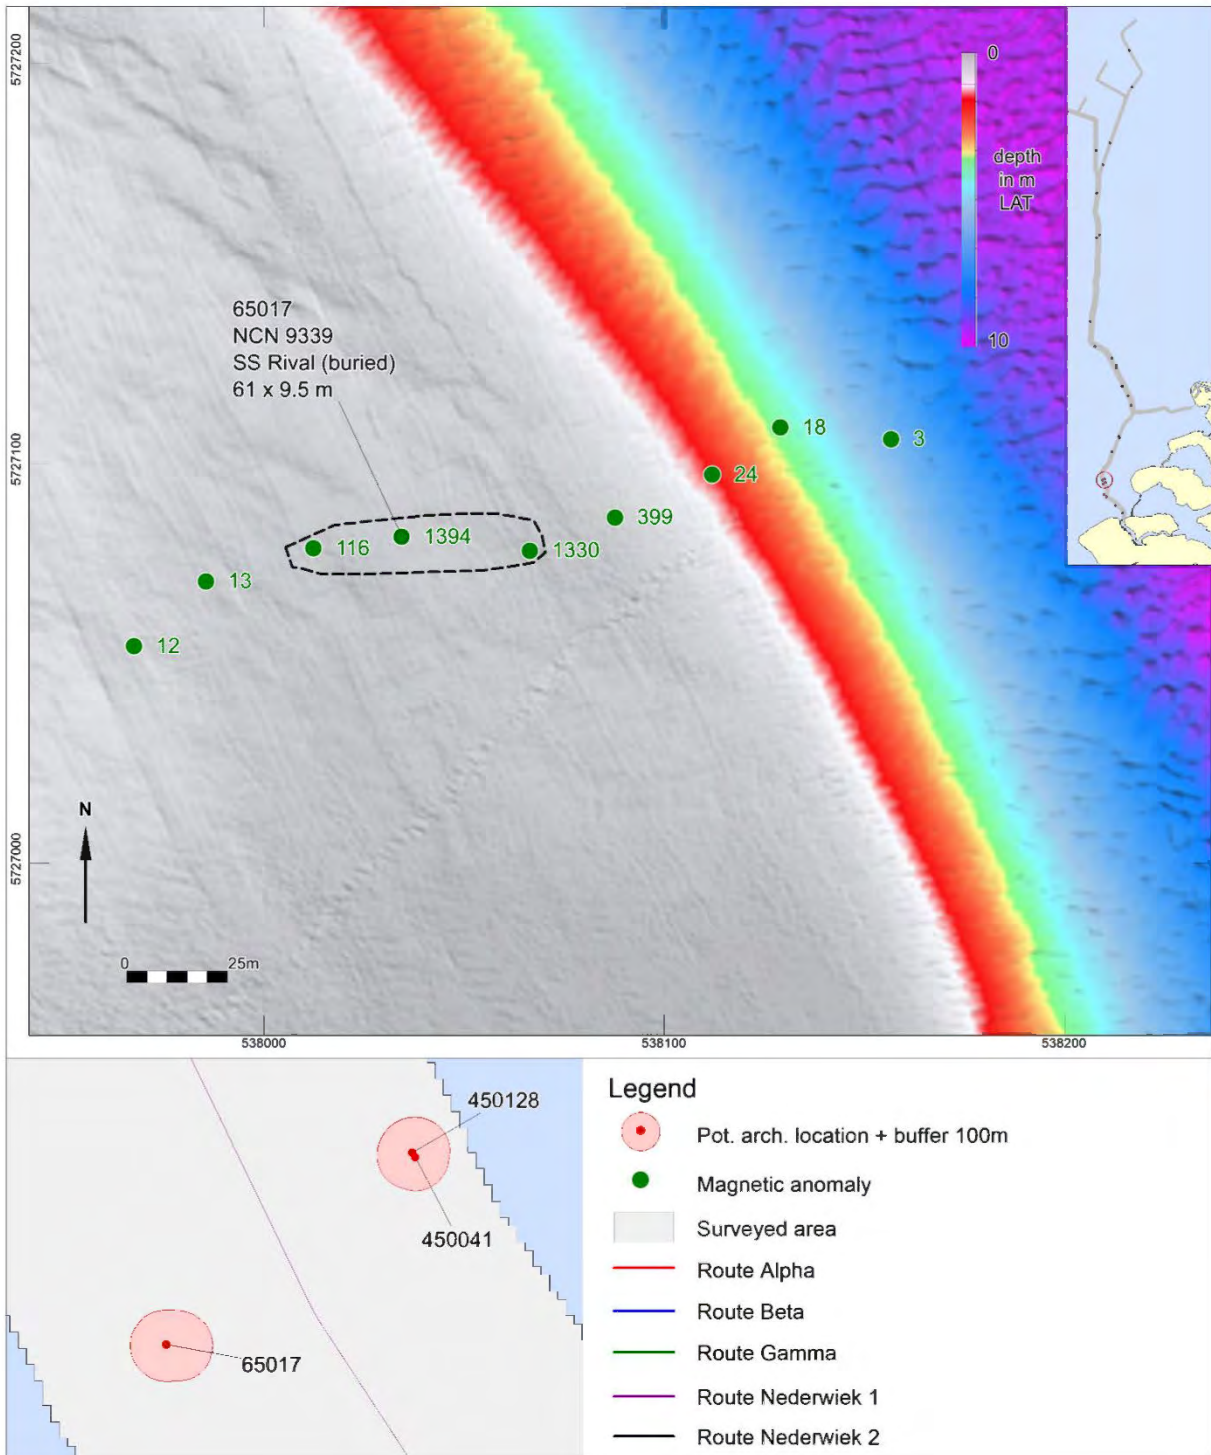 5727200
0
depth
in m
LAT
10
65017
NCN 9339
SS Rival (buried)
61 x 9.5 m
5727100
18
3
24
399
1394
116
1330
13
12
5727000
N
0
25m
538000
538100
538200
450128
450041
65017
Legend
Pot. arch. location + buffer 100m
Magnetic anomaly
Surveyed area
Route Alpha
Route Beta
Route Gamma
Route Nederwiek 1
Route Nederwiek 2